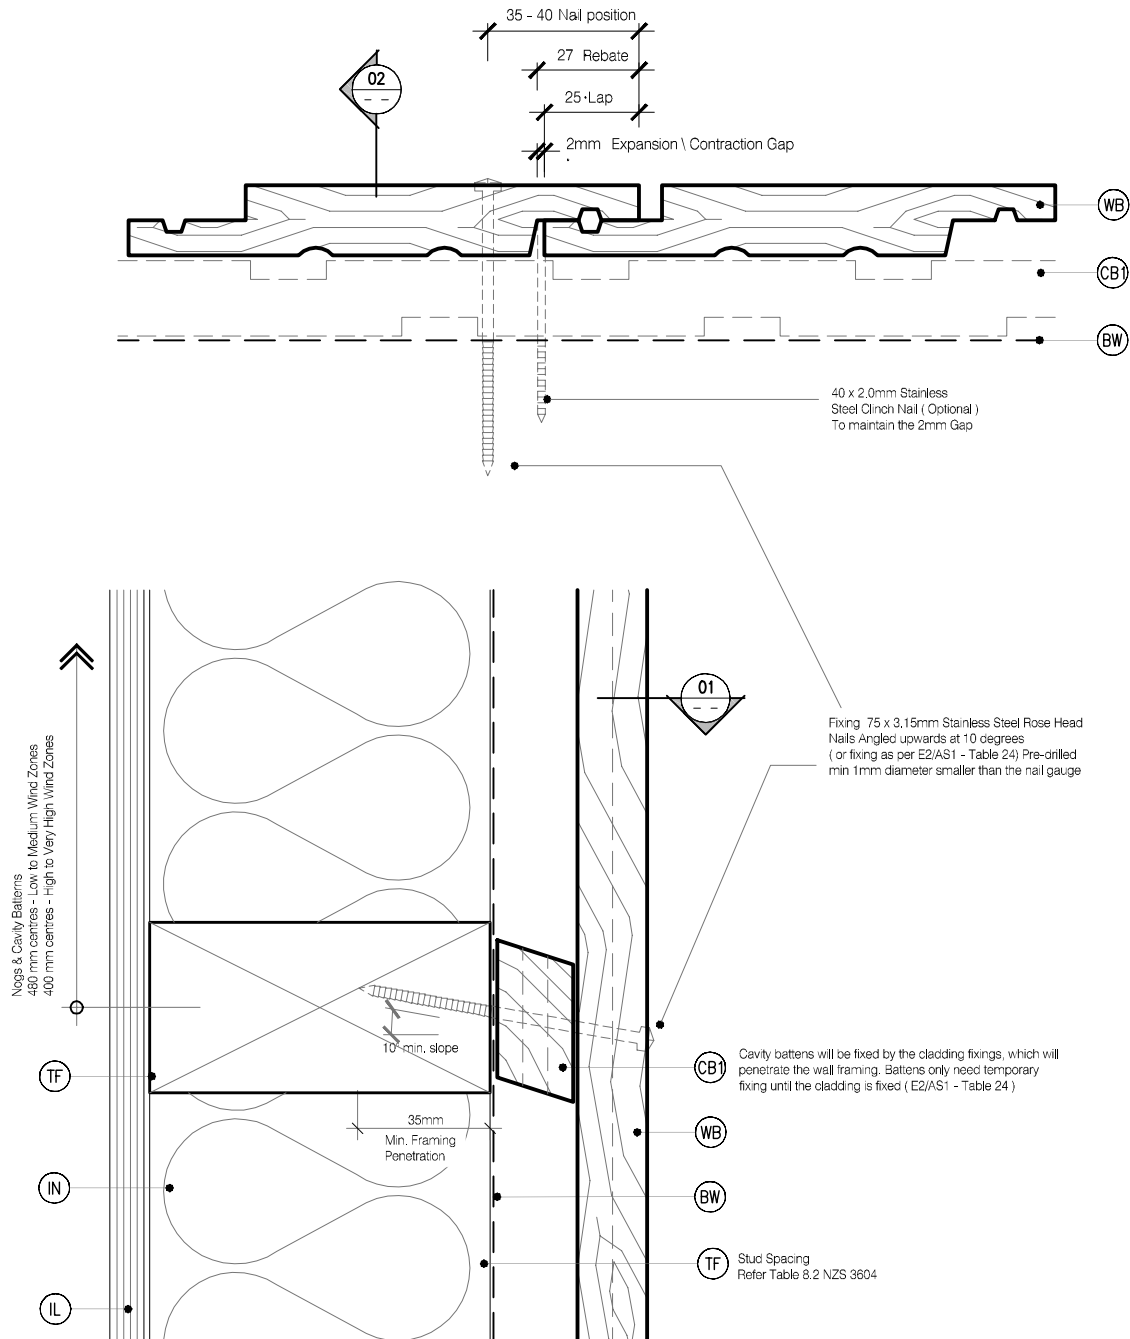 35 - 40 Nail position
27 Rebate
02
25·Lap
2mm Expansion \ Contraction Gap
WB
CB1
BW
40 x 2.0mm Stainless
Steel Clinch Nail ( Optional )
To maintain the 2mm Gap
01
Fixing 75 x 3.15mm Stainless Steel Rose Head
Nails Angled upwards at 10 degrees
( or fixing as per E2/AS1 - Table 24) Pre-drilled
min 1mm diameter smaller than the nail gauge
Nogs & Cavity Batterns
480 mm centres - Low to Medium Wind Zones
400 mm centres - High to Very High Wind Zones
10° min. slope
TF
CB1
Cavity battens will be fixed by the cladding fixings, which will
penetrate the wall framing. Battens only need temporary
fixing until the cladding is fixed ( E2/AS1 - Table 24 )
35mm
Min. Framing
Penetration
WB
IN
BW
TF
Stud Spacing
Refer Table 8.2 NZS 3604
IL